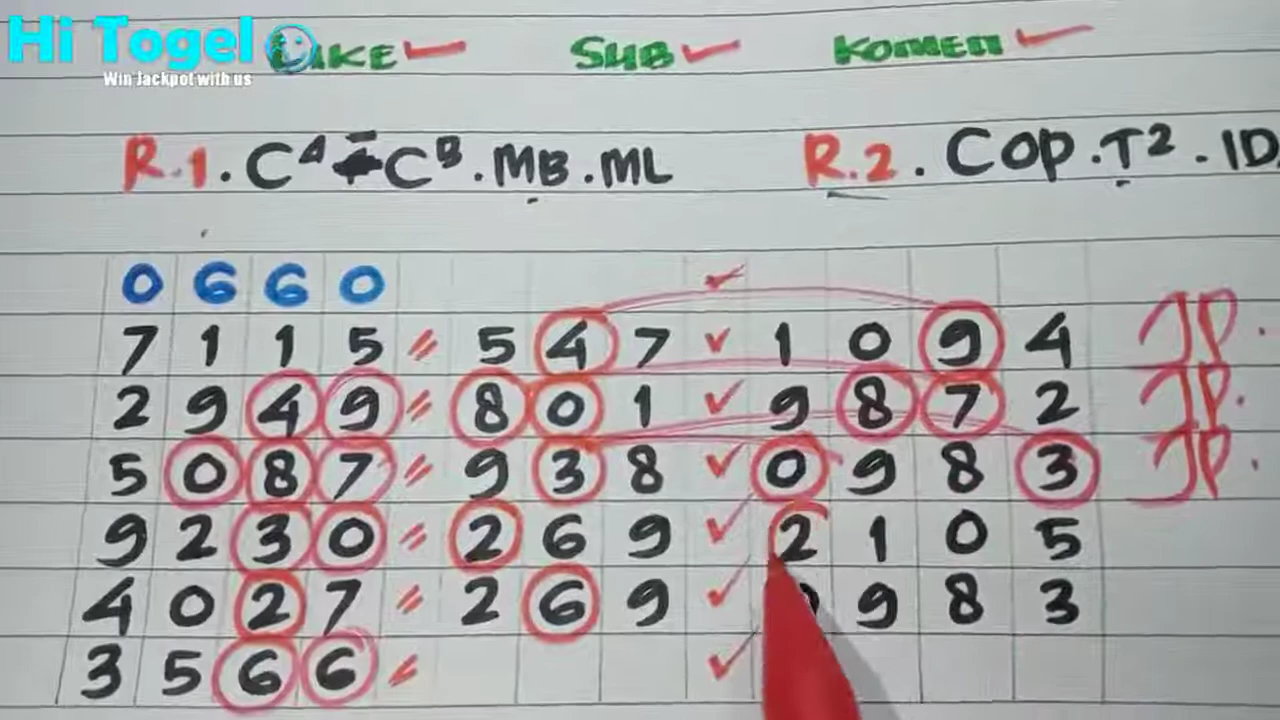 Hi Togel LIKE SUB KOMEN
Win Jackpot with us
R.1. C⁴ - C⁸. MB. ML R.2. COP. T². ID
0 6 6 0
7 1 1 5 = 5 4 7 ✓ 1 0 9 4 JP.
2 9 4 9 = 8 0 1 ✓ 9 8 7 2 JP.
5 0 8 7 = 9 3 8 ✓ 0 9 8 3 JP.
9 2 3 0 = 2 6 9 ✓ 2 1 0 5
4 0 2 7 = 2 6 9 ✓ 9 8 3
3 5 6 6 = ✓